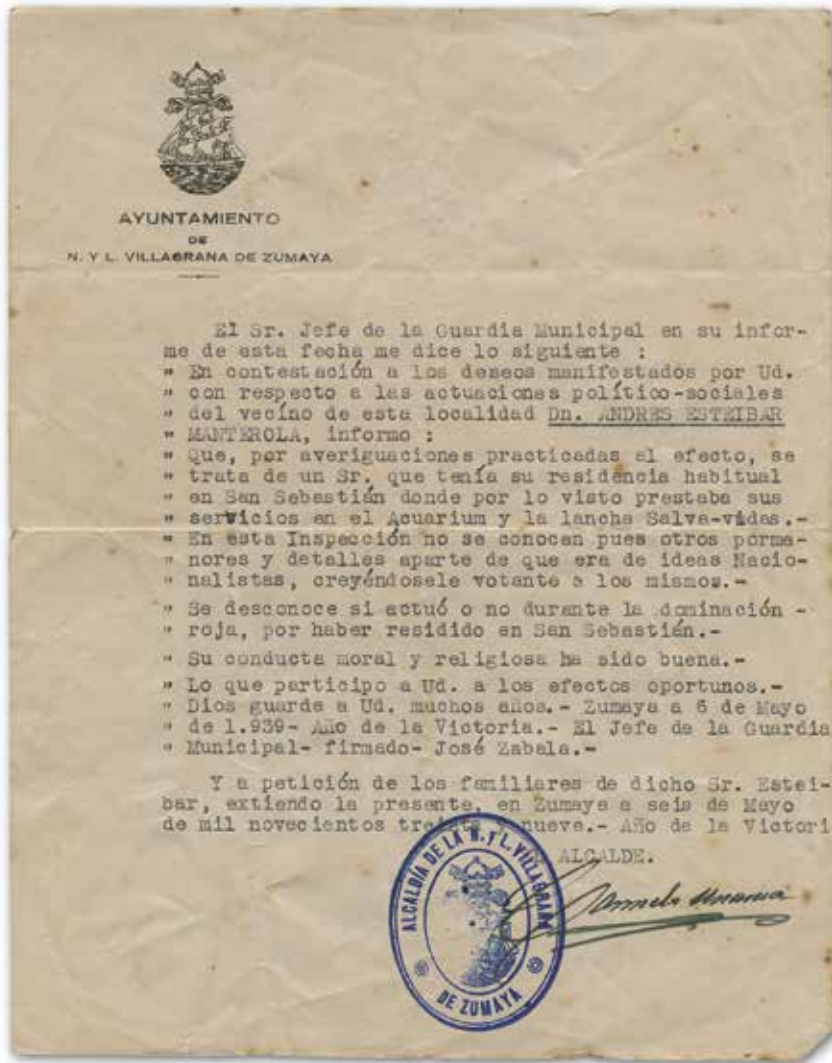 AYUNTAMIENTO
DE
N. Y L. VILLAGRANA DE ZUMAYA
El Sr. Jefe de la Guardia Municipal en su infor-
me de esta fecha me dice lo siguiente :
" En contestación a los deseos manifestados por Ud.
" con respecto a las actuaciones político-sociales
" del vecino de esta localidad Dn. ANDRES ESTEIBAR
" MANTEROLA, informo :
" Que, por averiguaciones practicadas al efecto, se
" trata de un Sr. que tenía su residencia habitual
" en San Sebastián donde por lo visto prestaba sus
" servicios en el Acuarium y la lancha Salva-vidas.-
" En esta Inspección no se conocen pues otros porme-
" nores y detalles aparte de que era de ideas Nacio-
" nalistas, creyéndosele votante a los mismos.-
" Se desconoce si actuó o no durante la dominación -
" roja, por haber residido en San Sebastián.-
" Su conducta moral y religiosa ha sido buena.-
" Lo que participo a Ud. a los efectos oportunos.-
" Dios guarde a Ud. muchos años.- Zumaya a 6 de Mayo
" de 1.939- Año de la Victoria.- El Jefe de la Guardia
" Municipal- firmado- José Zabala.-
Y a petición de los familiares de dicho Sr. Estei-
bar, extiendo la presente, en Zumaya a seis de Mayo
de mil novecientos treinta y nueve.- Año de la Victori
ALCALDE.
ALCALDÍA DE LA N. Y L. VILLAGRANA
DE ZUMAYA